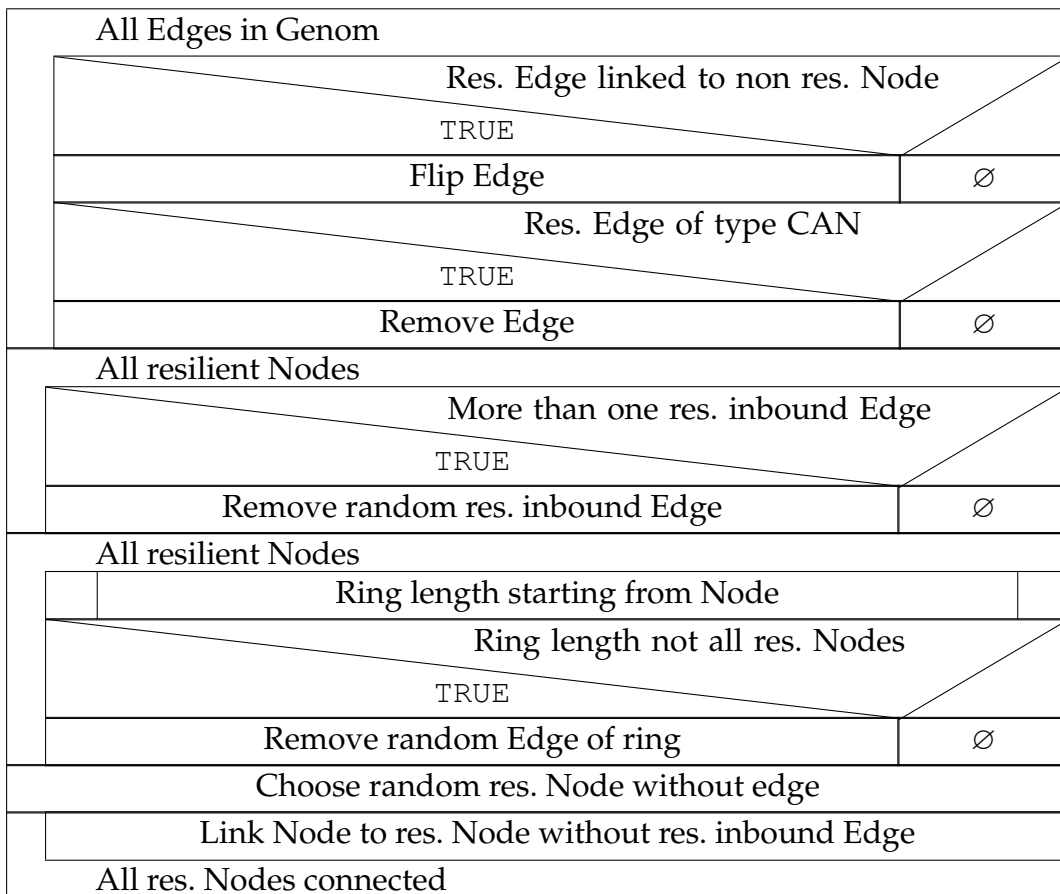 All Edges in Genom
Res. Edge linked to non res. Node
TRUE
Flip Edge ∅
Res. Edge of type CAN
TRUE
Remove Edge ∅
All resilient Nodes
More than one res. inbound Edge
TRUE
Remove random res. inbound Edge ∅
All resilient Nodes
Ring length starting from Node
Ring length not all res. Nodes
TRUE
Remove random Edge of ring ∅
Choose random res. Node without edge
Link Node to res. Node without res. inbound Edge
All res. Nodes connected